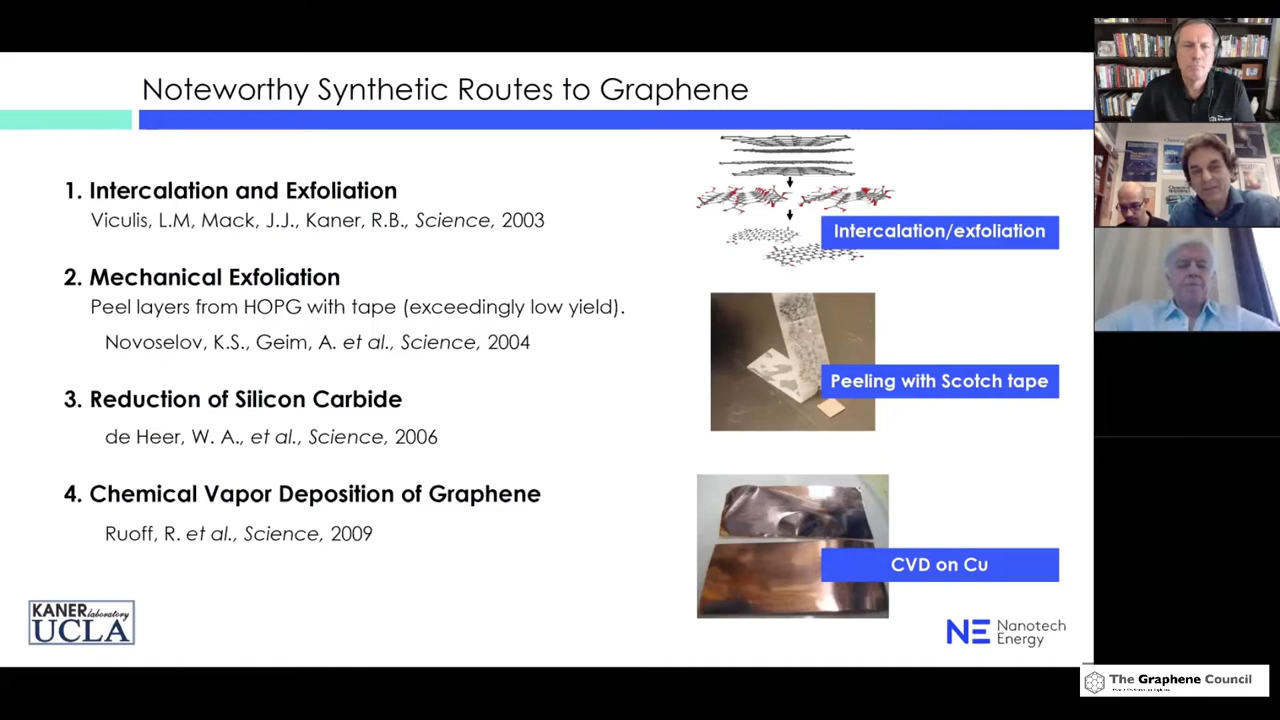 Noteworthy Synthetic Routes to Graphene
1. Intercalation and Exfoliation
Viculis, L.M, Mack, J.J., Kaner, R.B., Science, 2003
2. Mechanical Exfoliation
Peel layers from HOPG with tape (exceedingly low yield).
Novoselov, K.S., Geim, A. et al., Science, 2004
3. Reduction of Silicon Carbide
de Heer, W. A., et al., Science, 2006
4. Chemical Vapor Deposition of Graphene
Ruoff, R. et al., Science, 2009
Intercalation/exfoliation
Peeling with Scotch tape
CVD on Cu
KANER laboratory
UCLA
NE Nanotech
Energy
The Graphene Council